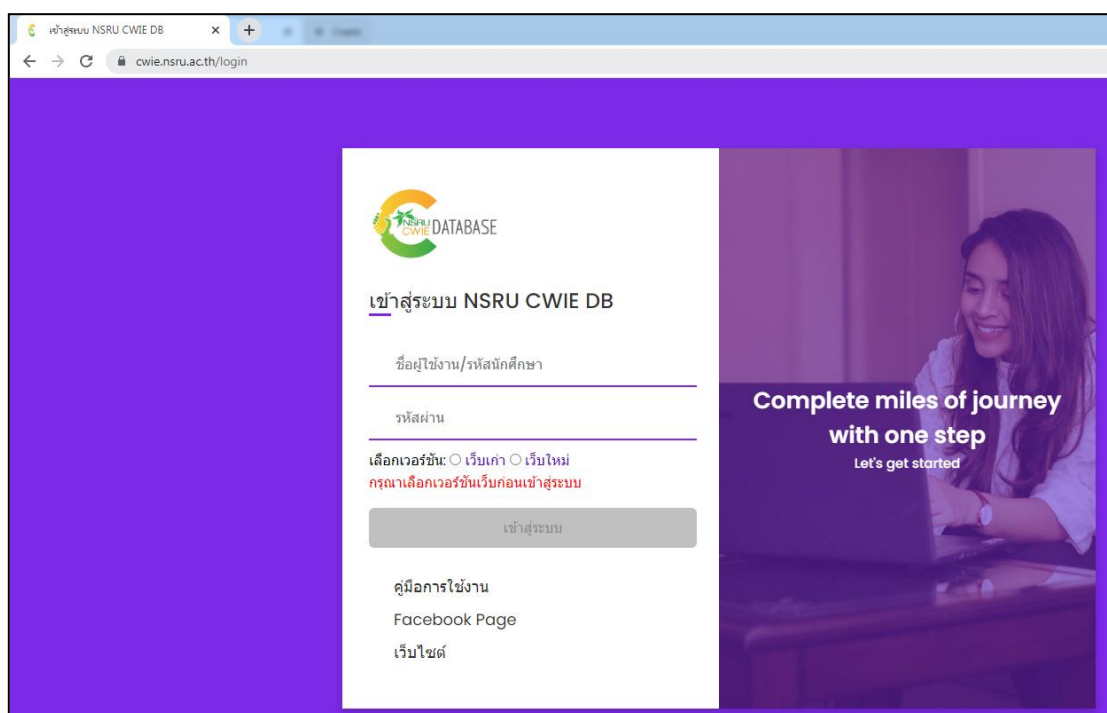 เข้าสู่ระบบ NSRU CWIE DB
cwie.nsru.ac.th/login
NSRU
CWIE DATABASE
เข้าสู่ระบบ NSRU CWIE DB
ชื่อผู้ใช้งาน/รหัสนักศึกษา
รหัสผ่าน
เลือกเวอร์ชัน: เว็บเก่า เว็บใหม่
กรุณาเลือกเวอร์ชันเว็บก่อนเข้าสู่ระบบ
เข้าสู่ระบบ
คู่มือการใช้งาน
Facebook Page
เว็บไซต์
Complete miles of journey
with one step
Let's get started